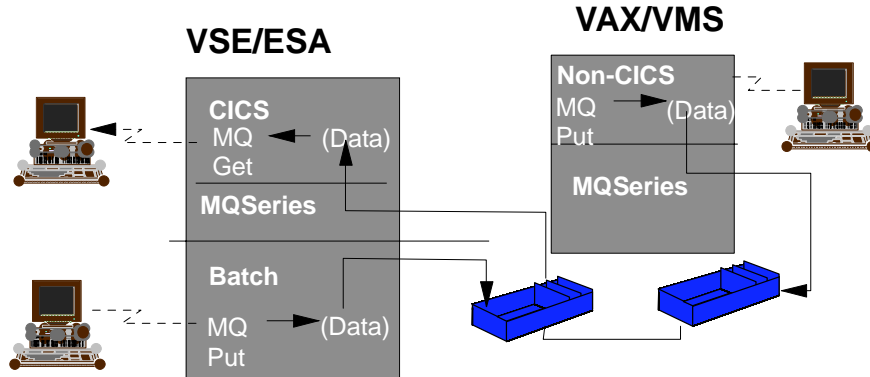 VSE/ESA
VAX/VMS
CICS
MQ
Get
(Data)
MQSeries
Batch
MQ
Put
(Data)
Non-CICS
MQ
Put
(Data)
MQSeries